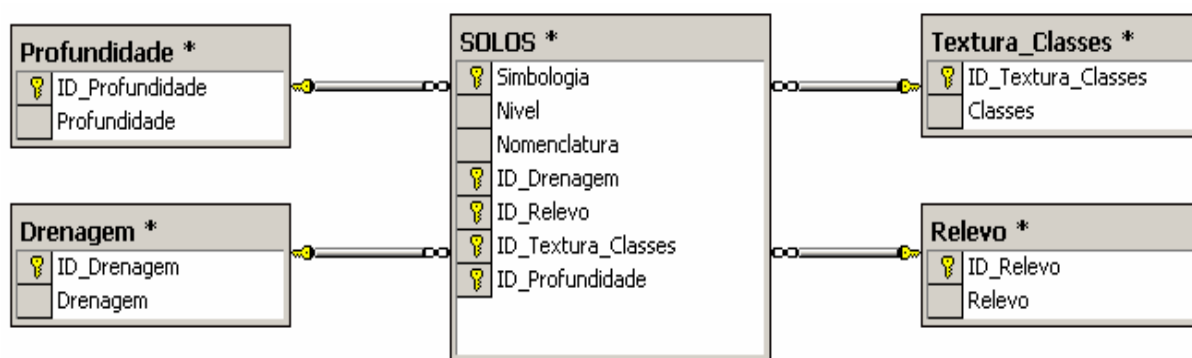 Profundidade *
ID_Profundidade
Profundidade
Drenagem *
ID_Drenagem
Drenagem
SOLOS *
Simbologia
Nivel
Nomenclatura
ID_Drenagem
ID_Relevo
ID_Textura_Classes
ID_Profundidade
Textura_Classes *
ID_Textura_Classes
Classes
Relevo *
ID_Relevo
Relevo